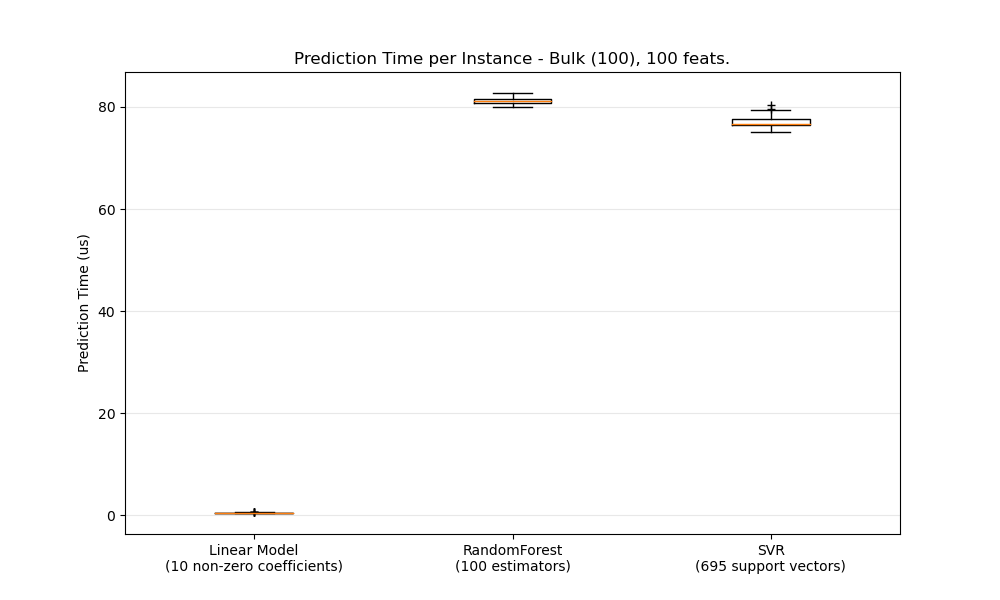 Prediction Time per Instance - Bulk (100), 100 feats.
Prediction Time (us)
80
60
40
20
0
Linear Model
(10 non-zero coefficients)
RandomForest
(100 estimators)
SVR
(695 support vectors)